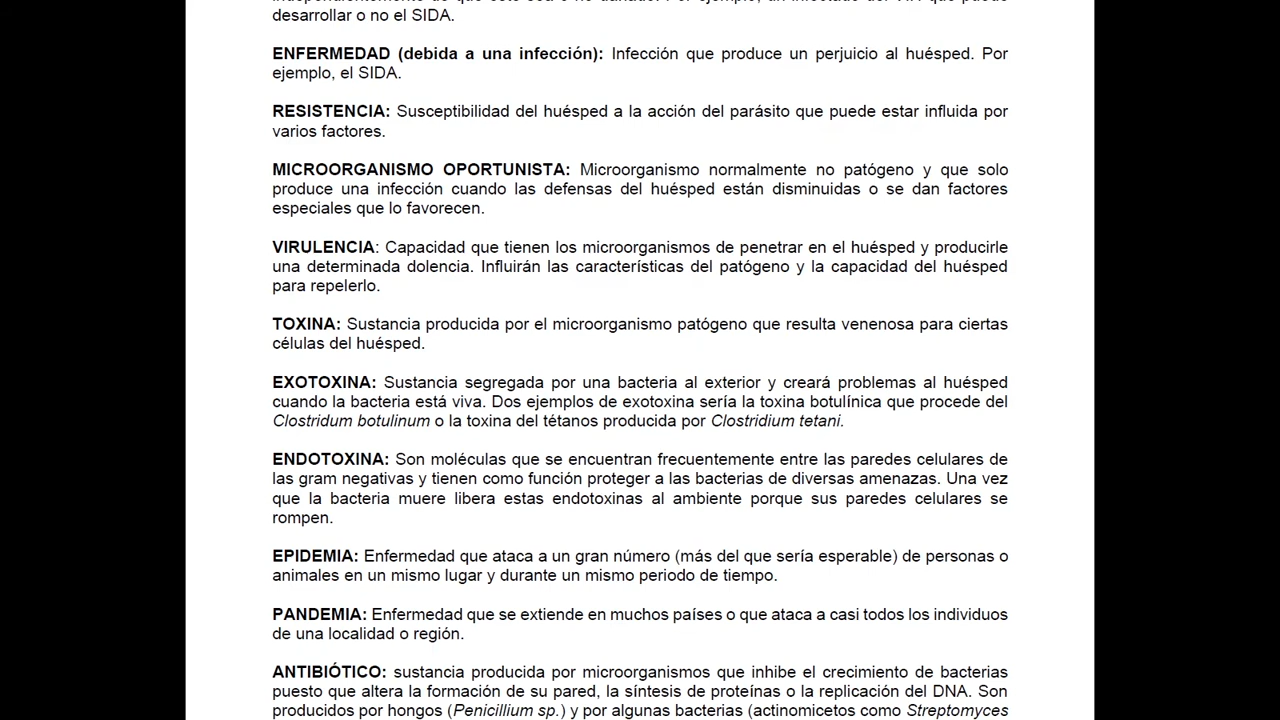 desarrollar o no el SIDA.
ENFERMEDAD (debida a una infección): Infección que produce un perjuicio al huésped. Por
ejemplo, el SIDA.
RESISTENCIA: Susceptibilidad del huésped a la acción del parásito que puede estar influida por
varios factores.
MICROORGANISMO OPORTUNISTA: Microorganismo normalmente no patógeno y que solo
produce una infección cuando las defensas del huésped están disminuidas o se dan factores
especiales que lo favorecen.
VIRULENCIA: Capacidad que tienen los microorganismos de penetrar en el huésped y producirle
una determinada dolencia. Influirán las características del patógeno y la capacidad del huésped
para repelerlo.
TOXINA: Sustancia producida por el microorganismo patógeno que resulta venenosa para ciertas
células del huésped.
EXOTOXINA: Sustancia segregada por una bacteria al exterior y creará problemas al huésped
cuando la bacteria está viva. Dos ejemplos de exotoxina sería la toxina botulínica que procede del
Clostridum botulinum o la toxina del tétanos producida por Clostridium tetani.
ENDOTOXINA: Son moléculas que se encuentran frecuentemente entre las paredes celulares de
las gram negativas y tienen como función proteger a las bacterias de diversas amenazas. Una vez
que la bacteria muere libera estas endotoxinas al ambiente porque sus paredes celulares se
rompen.
EPIDEMIA: Enfermedad que ataca a un gran número (más del que sería esperable) de personas o
animales en un mismo lugar y durante un mismo periodo de tiempo.
PANDEMIA: Enfermedad que se extiende en muchos países o que ataca a casi todos los individuos
de una localidad o región.
ANTIBIÓTICO: sustancia producida por microorganismos que inhibe el crecimiento de bacterias
puesto que altera la formación de su pared, la síntesis de proteínas o la replicación del DNA. Son
producidos por hongos (Penicillium sp.) y por algunas bacterias (actinomicetos como Streptomyces